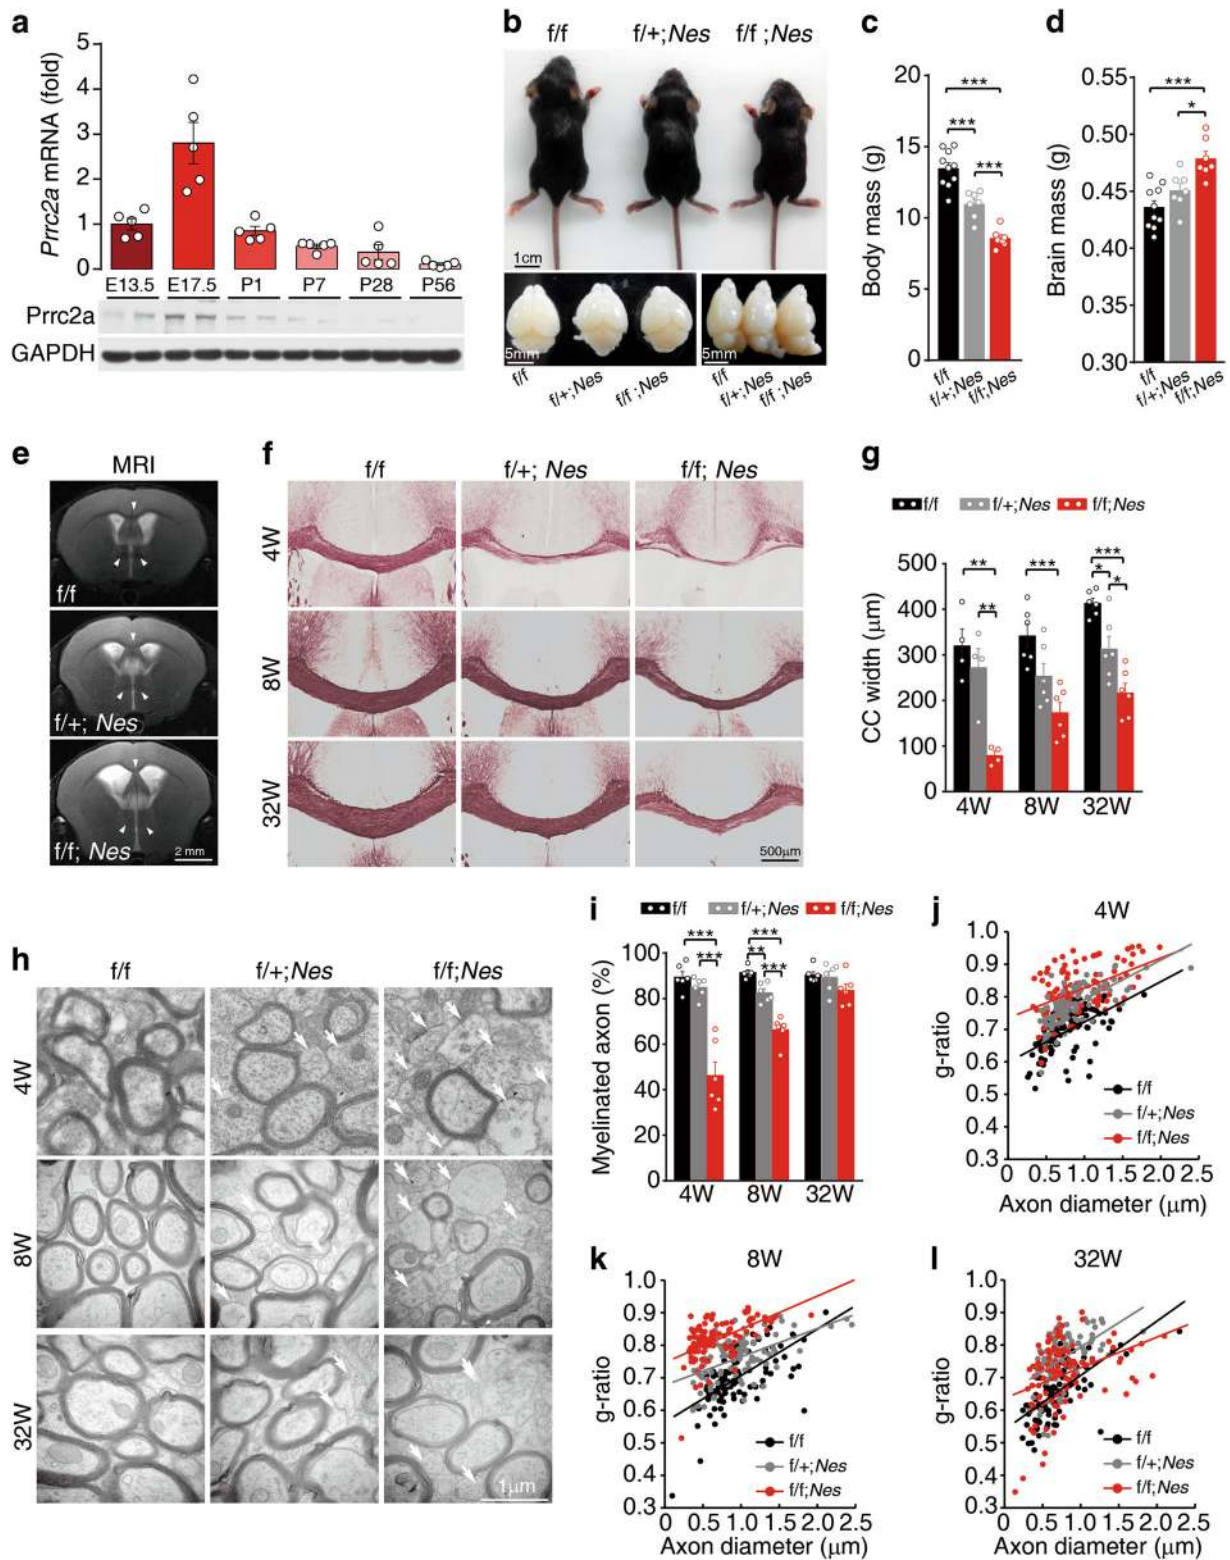 a
Prrc2a mRNA (fold)
5
4
3
2
1
0
E13.5 E17.5 P1 P7 P28 P56
Prrc2a
GAPDH
b
f/f f/+;Nes f/f ;Nes
1cm
5mm 5mm
f/f f/+;Nes f/f ;Nes f/f f/+;Nes f/f ;Nes
c
Body mass (g)
20
15
10
5
0
***
***
***
f/f f/+;Nes f/f;Nes
d
Brain mass (g)
0.55
0.50
0.45
0.40
0.35
0.30
***
*
f/f f/+;Nes f/f;Nes
e
MRI
f/f
f/+; Nes
f/f; Nes
2 mm
f
f/f f/+; Nes f/f; Nes
4W
8W
32W
500μm
g
f/f f/+;Nes f/f;Nes
CC width (μm)
500
400
300
200
100
0
** ** *** *** * *
4W 8W 32W
h
f/f f/+;Nes f/f;Nes
4W
8W
32W
1μm
i
f/f f/+;Nes f/f;Nes
Myelinated axon (%)
100
80
60
40
20
0
*** *** *** ** ***
4W 8W 32W
j
4W
g-ratio
1.0
0.9
0.8
0.7
0.6
0.5
0.4
0.3
f/f
f/+;Nes
f/f;Nes
0 0.5 1.0 1.5 2.0 2.5
Axon diameter (μm)
k
8W
g-ratio
1.0
0.9
0.8
0.7
0.6
0.5
0.4
0.3
f/f
f/+;Nes
f/f;Nes
0 0.5 1.0 1.5 2.0 2.5
Axon diameter (μm)
l
32W
g-ratio
1.0
0.9
0.8
0.7
0.6
0.5
0.4
0.3
f/f
f/+;Nes
f/f;Nes
0 0.5 1.0 1.5 2.0 2.5
Axon diameter (μm)